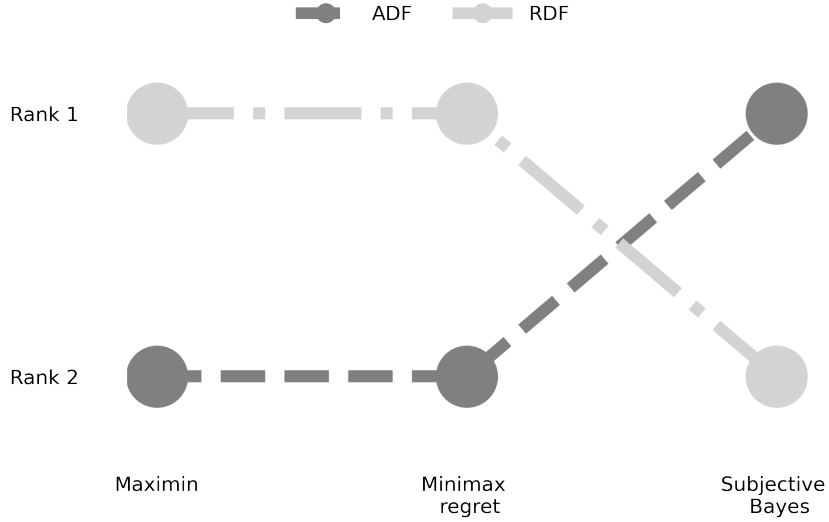 ADF RDF
Rank 1
Rank 2
Maximin
Minimax
regret
Subjective
Bayes